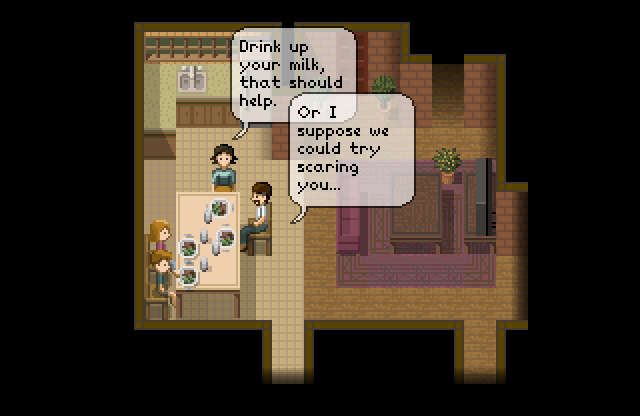 Drink up
your milk,
that should
help.
Or I
suppose we
could try
scaring
you...